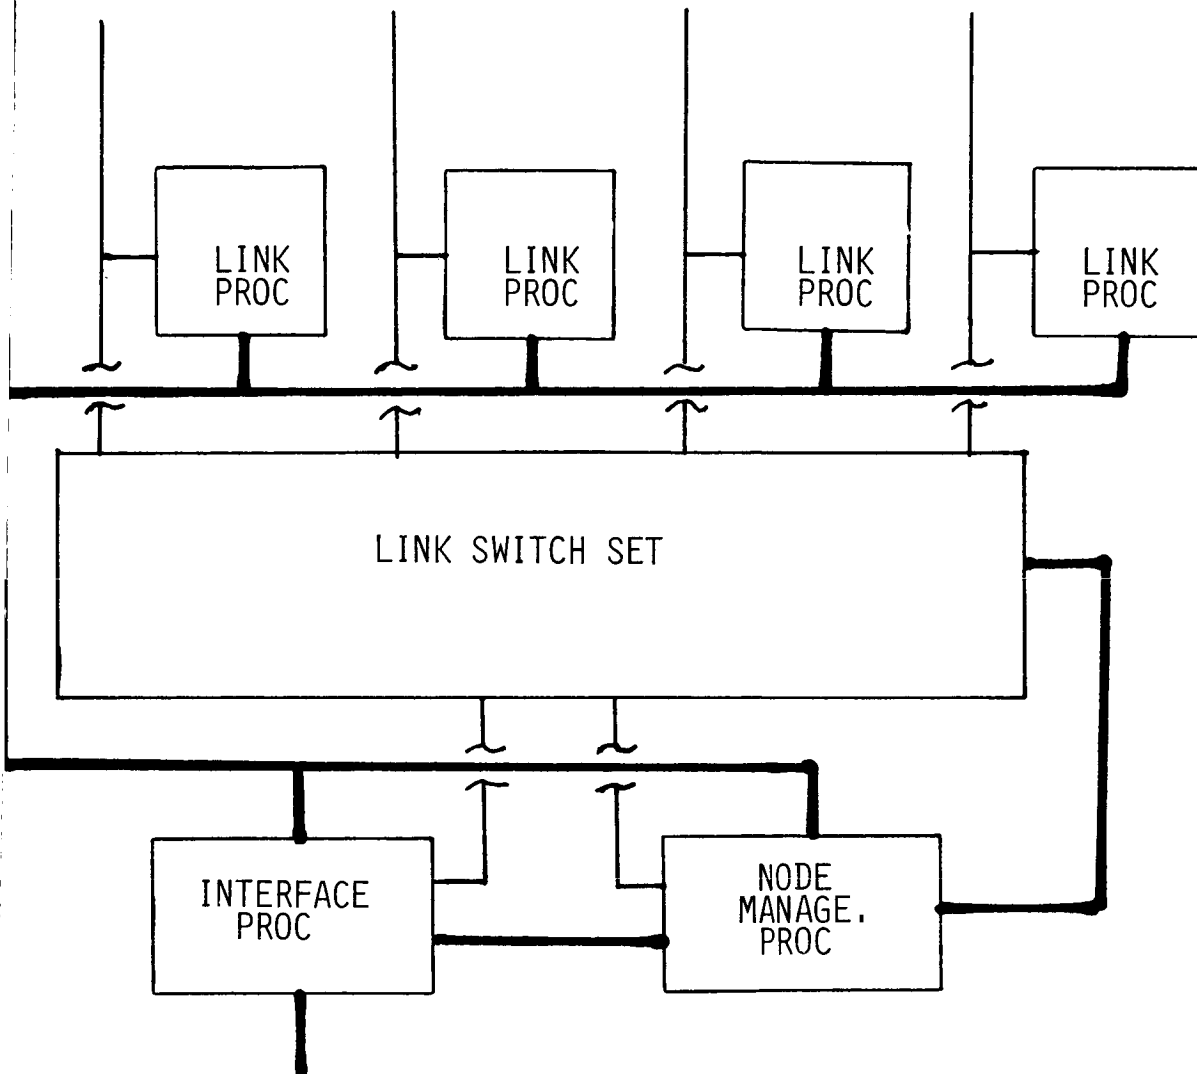 LINK
PROC
LINK
PROC
LINK
PROC
LINK
PROC
LINK SWITCH SET
INTERFACE
PROC
NODE
MANAGE.
PROC